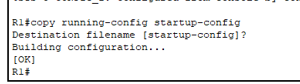 R1#copy running-config startup-config
Destination filename [startup-config]?
Building configuration...
[OK]
R1#